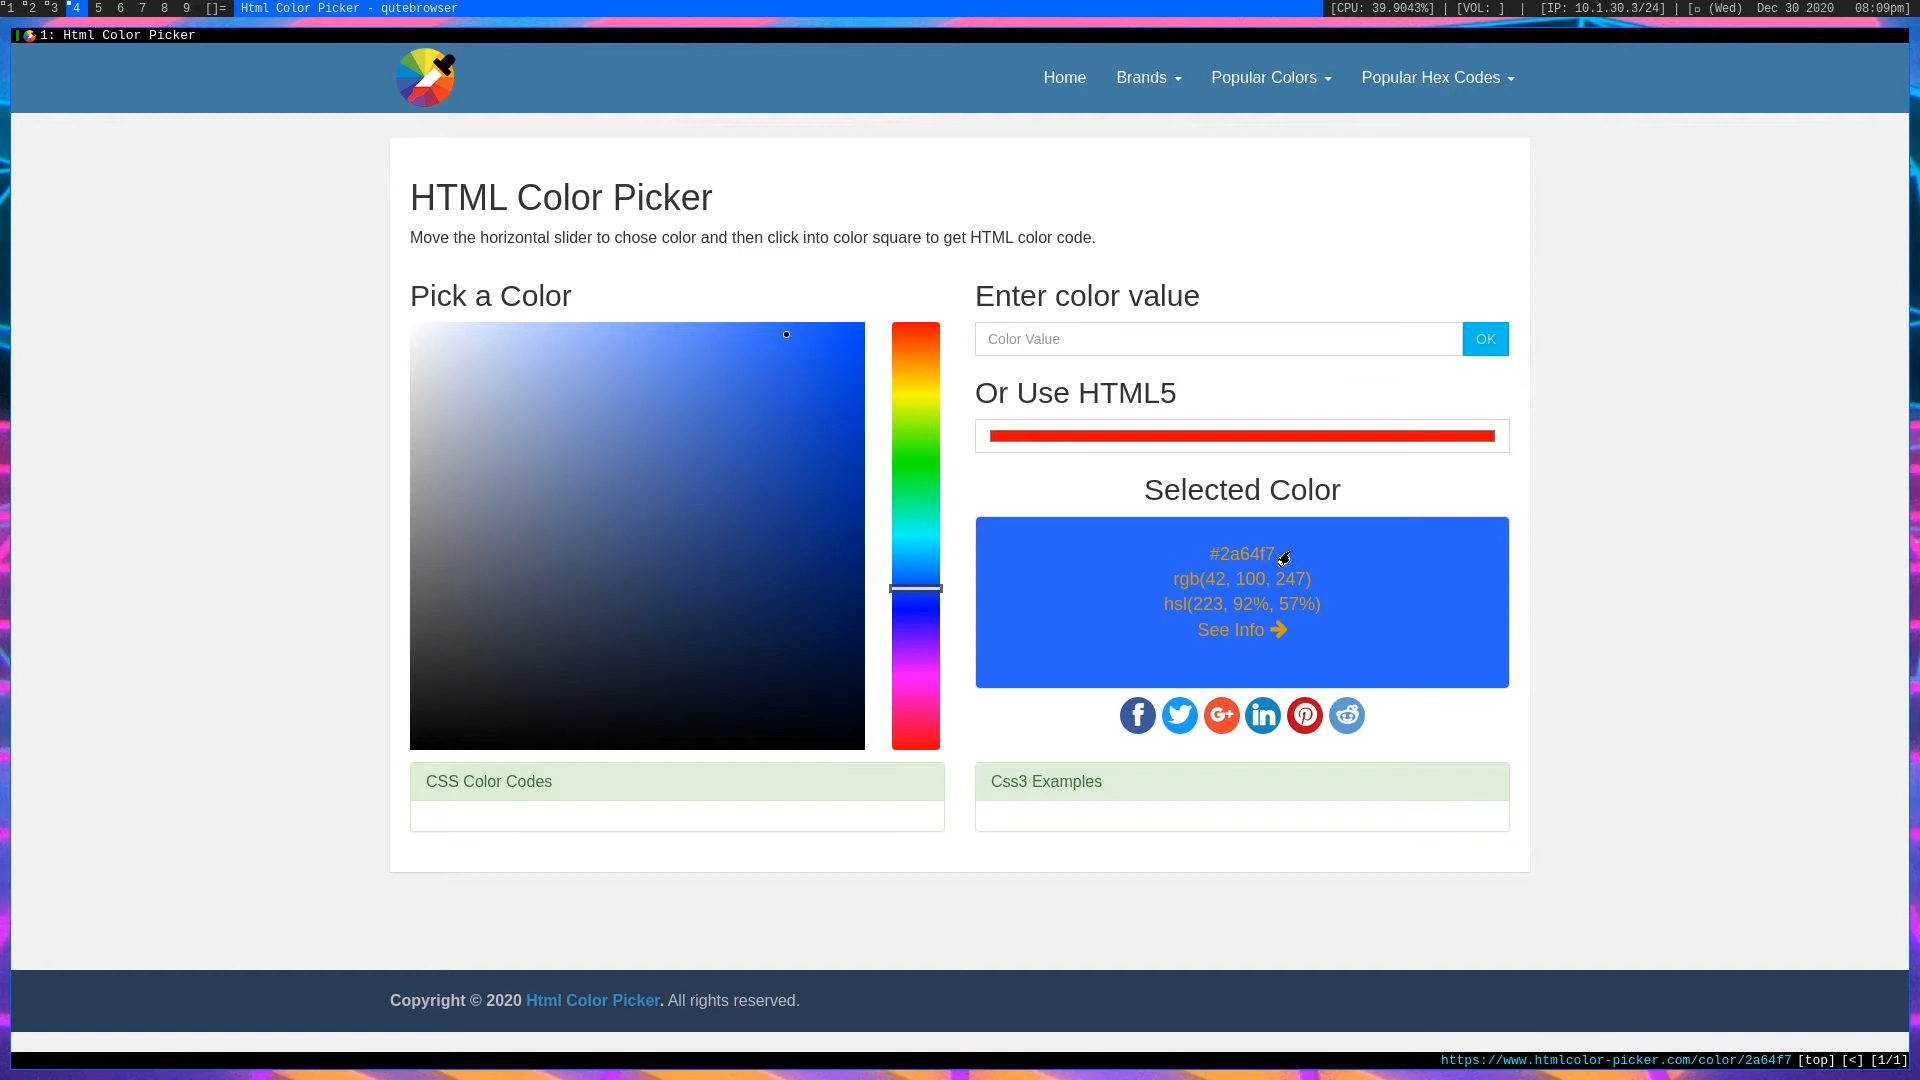 1 2 3 4 5 6 7 8 9 []= Html Color Picker - qutebrowser [CPU: 39.9043%] | [VOL: ] | [IP: 10.1.30.3/24] | [ (Wed) Dec 30 2020 08:09pm]
1: Html Color Picker
Home Brands Popular Colors Popular Hex Codes
HTML Color Picker
Move the horizontal slider to chose color and then click into color square to get HTML color code.
Pick a Color
Enter color value
Color Value OK
Or Use HTML5
Selected Color
#2a64f7
rgb(42, 100, 247)
hsl(223, 92%, 57%)
See Info
f G+ in
CSS Color Codes
Css3 Examples
Copyright © 2020 Html Color Picker. All rights reserved.
https://www.htmlcolor-picker.com/color/2a64f7 [top] [<] [1/1]